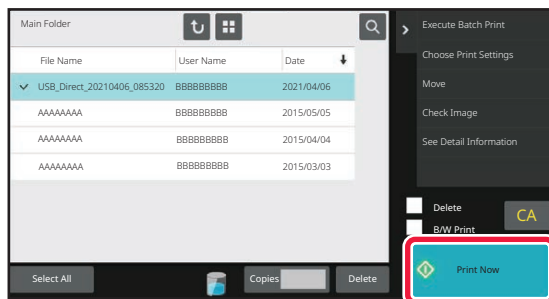 Main Folder
File Name User Name Date
USB_Direct_20210406_085320 BBBBBBBBB 2021/04/06
AAAAAAAA BBBBBBBBB 2015/05/05
AAAAAAAA BBBBBBBBB 2015/04/04
AAAAAAAA BBBBBBBBB 2015/03/03
Select All
Copies
Delete
Execute Batch Print
Choose Print Settings
Move
Check Image
See Detail Information
Delete
B/W Print
CA
Print Now